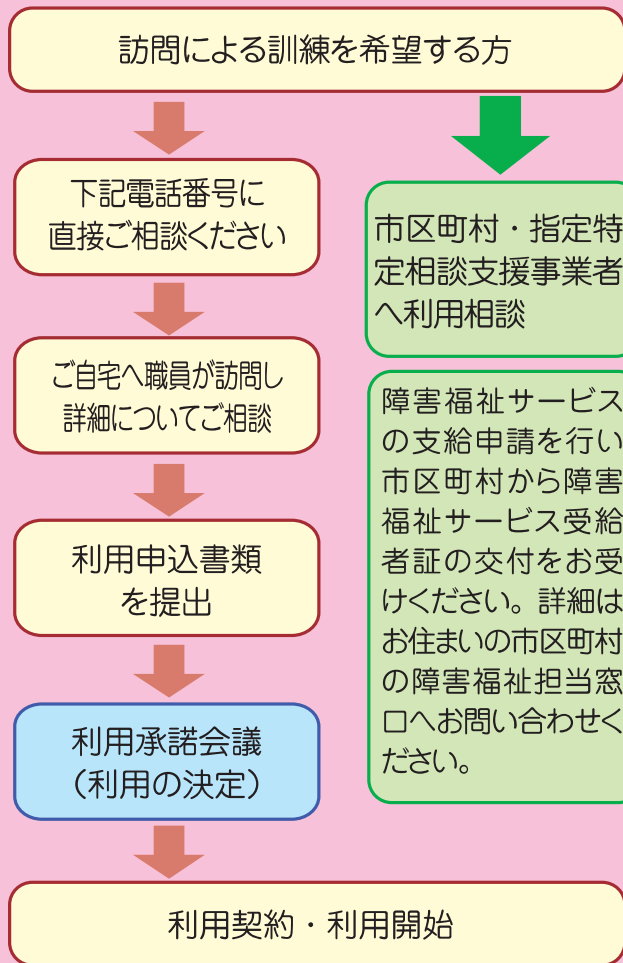 訪問による訓練を希望する方
下記電話番号に
直接ご相談ください
ご自宅へ職員が訪問し
詳細についてご相談
利用申込書類
を提出
利用承諾会議
（利用の決定）
市区町村・指定特
定相談支援事業者
へ利用相談
障害福祉サービス
の支給申請を行い
市区町村から障害
福祉サービス受給
者証の交付をお受
けください。詳細は
お住まいの市区町村
の障害福祉担当窓
口へお問い合わせく
ださい。
利用契約・利用開始